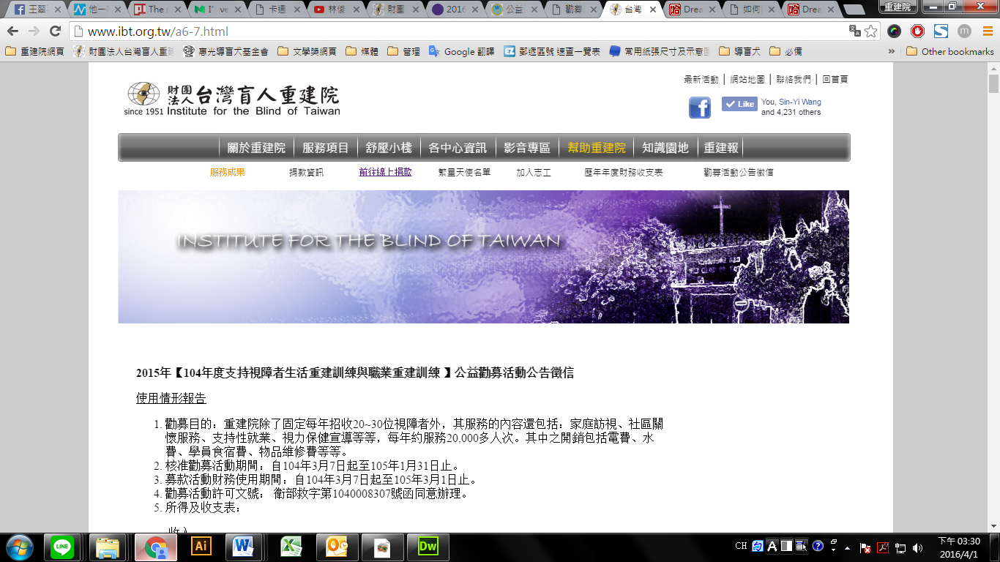 王翠
他一
The r
I've
卡通
林俊
財團
2016
公益
勸募
台灣
Drea
如何
Drea
重建院
www.ibt.org.tw/a6-7.html
重建院網頁
財團法人台灣盲人重建
惠光導盲犬基金會
文學獎網頁
媒體
管理
Google 翻譯
郵遞區號 速查一覽表
常用紙張尺寸及示意圖
導盲犬
必備
»
Other bookmarks
最新活動 | 網站地圖 | 聯絡我們 | 回首頁
財團法人台灣盲人重建院
since 1951 Institute for the Blind of Taiwan
Like
You, Sin-Yi Wang
and 4,231 others
關於重建院 服務項目 舒壓小棧 各中心資訊 影音專區 幫助重建院 知識園地 重建報
服務成果 捐款資訊 前往線上捐款 繁星天使名單 加入志工 歷年年度財務收支表 勸募活動公告徵信
INSTITUTE FOR THE BLIND OF TAIWAN
2015年【104年度支持視障者生活重建訓練與職業重建訓練 】公益勸募活動公告徵信
使用情形報告
1. 勸募目的：重建院除了固定每年招收20~30位視障者外，其服務的內容還包括：家庭訪視、社區關
懷服務、支持性就業、視力保健宣導等等，每年約服務20,000多人次。其中之開銷包括電費、水
費、學員食宿費、物品維修費等等。
2. 核准勸募活動期間：自104年3月7日起至105年1月31日止。
3. 募款活動財務使用期間：自104年3月7日起至105年3月1日止。
4. 勸募活動許可文號： 衛部救字第1040008307號函同意辦理。
5. 所得及收支表：
收入
LINE
Ai
Dw
CH
下午 03:30
2016/4/1